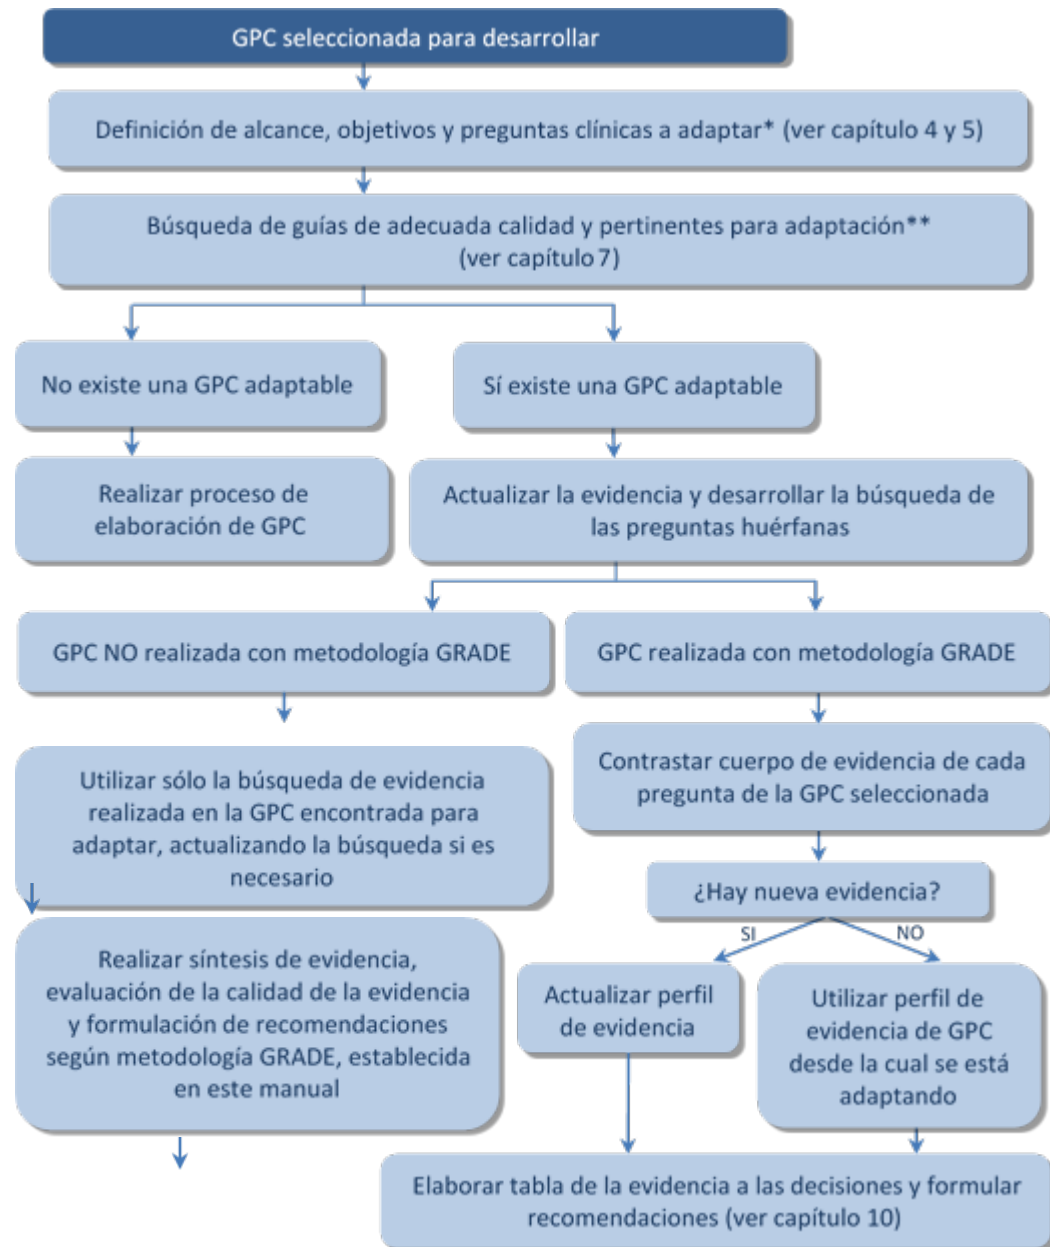 GPC seleccionada para desarrollar
Definición de alcance, objetivos y preguntas clínicas a adaptar* (ver capítulo 4 y 5)
Búsqueda de guías de adecuada calidad y pertinentes para adaptación**
(ver capítulo 7)
No existe una GPC adaptable
Sí existe una GPC adaptable
Realizar proceso de
elaboración de GPC
Actualizar la evidencia y desarrollar la búsqueda de
las preguntas huérfanas
GPC NO realizada con metodología GRADE
GPC realizada con metodología GRADE
Utilizar sólo la búsqueda de evidencia
realizada en la GPC encontrada para
adaptar, actualizando la búsqueda si es
necesario
Contrastar cuerpo de evidencia de cada
pregunta de la GPC seleccionada
¿Hay nueva evidencia?
SI
NO
Realizar síntesis de evidencia,
evaluación de la calidad de la evidencia
y formulación de recomendaciones
según metodología GRADE, establecida
en este manual
Actualizar perfil
de evidencia
Utilizar perfil de
evidencia de GPC
desde la cual se está
adaptando
Elaborar tabla de la evidencia a las decisiones y formular
recomendaciones (ver capítulo 10)